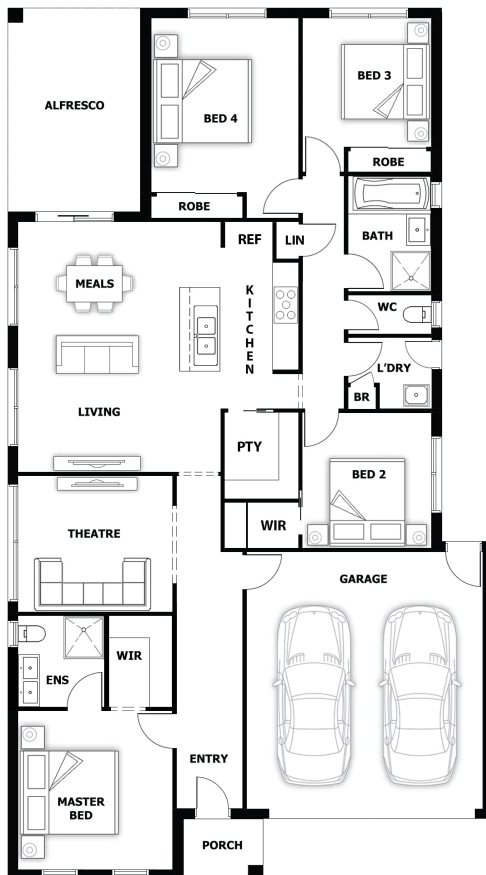 ALFRESCO
BED 4
BED 3
ROBE
ROBE
REF
LIN
BATH
MEALS
KITCHEN
WC
L'DRY
BR
LIVING
PTY
BED 2
WIR
THEATRE
GARAGE
WIR
ENS
ENTRY
MASTER
BED
PORCH